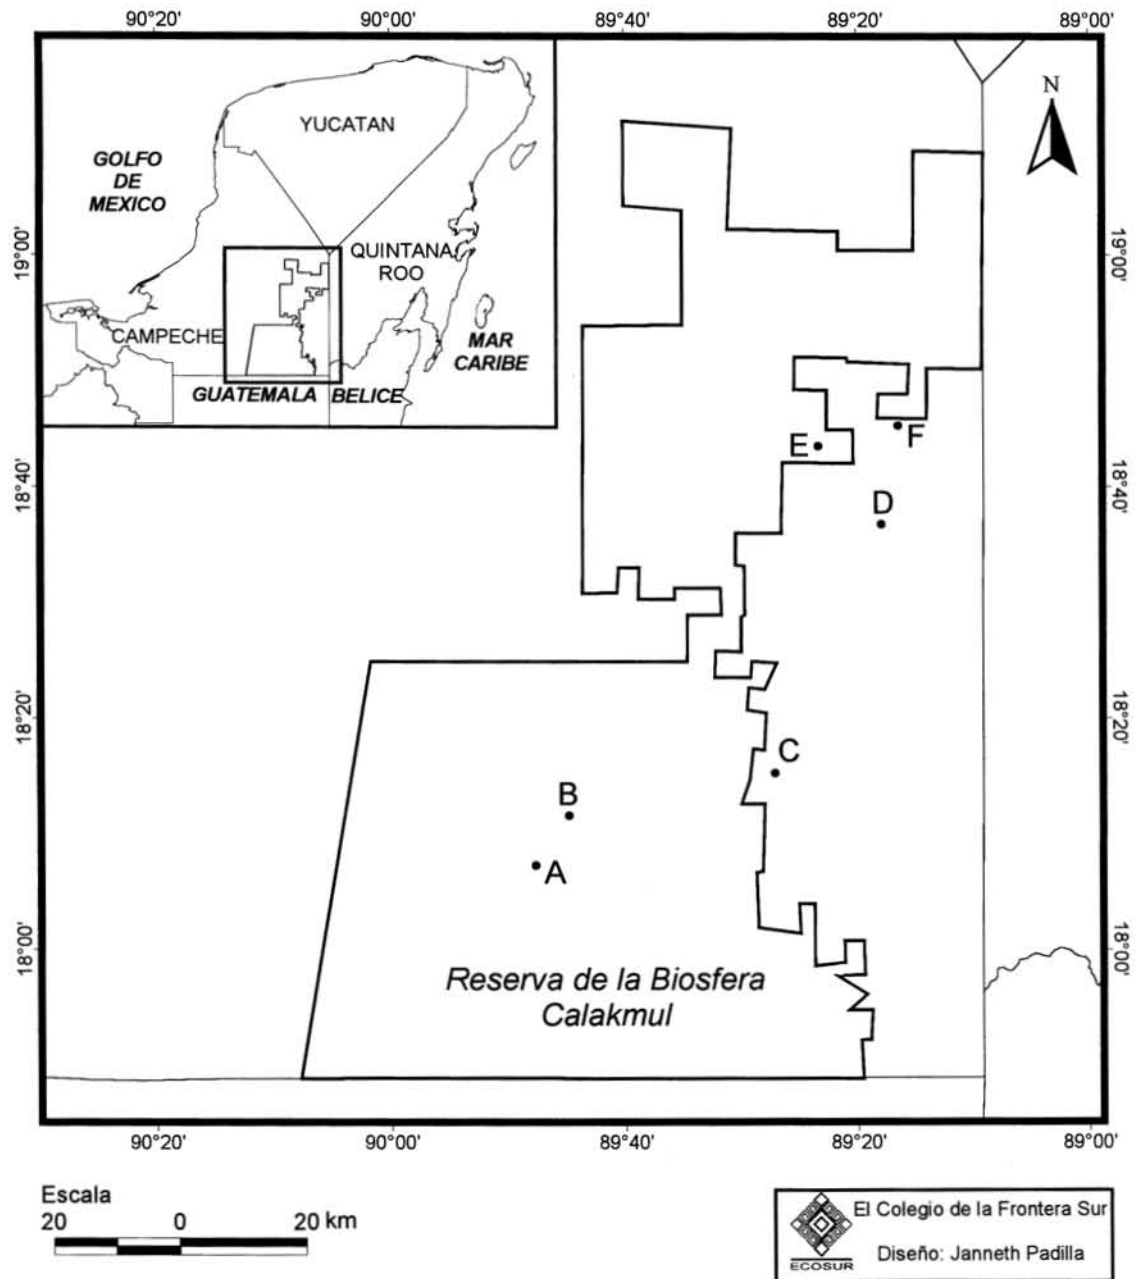 90°20' 90°00' 89°40' 89°20' 89°00'
N
YUCATAN
GOLFO
DE
MEXICO
QUINTANA
ROO
CAMPECHE
MAR
CARIBE
GUATEMALA BELICE
19°00'
19°00'
E
F
18°40'
18°40'
D
18°20'
18°20'
C
B
A
18°00'
18°00'
Reserva de la Biosfera
Calakmul
90°20' 90°00' 89°40' 89°20' 89°00'
Escala
20 0 20 km
El Colegio de la Frontera Sur
Diseño: Janneth Padilla
ECOSUR